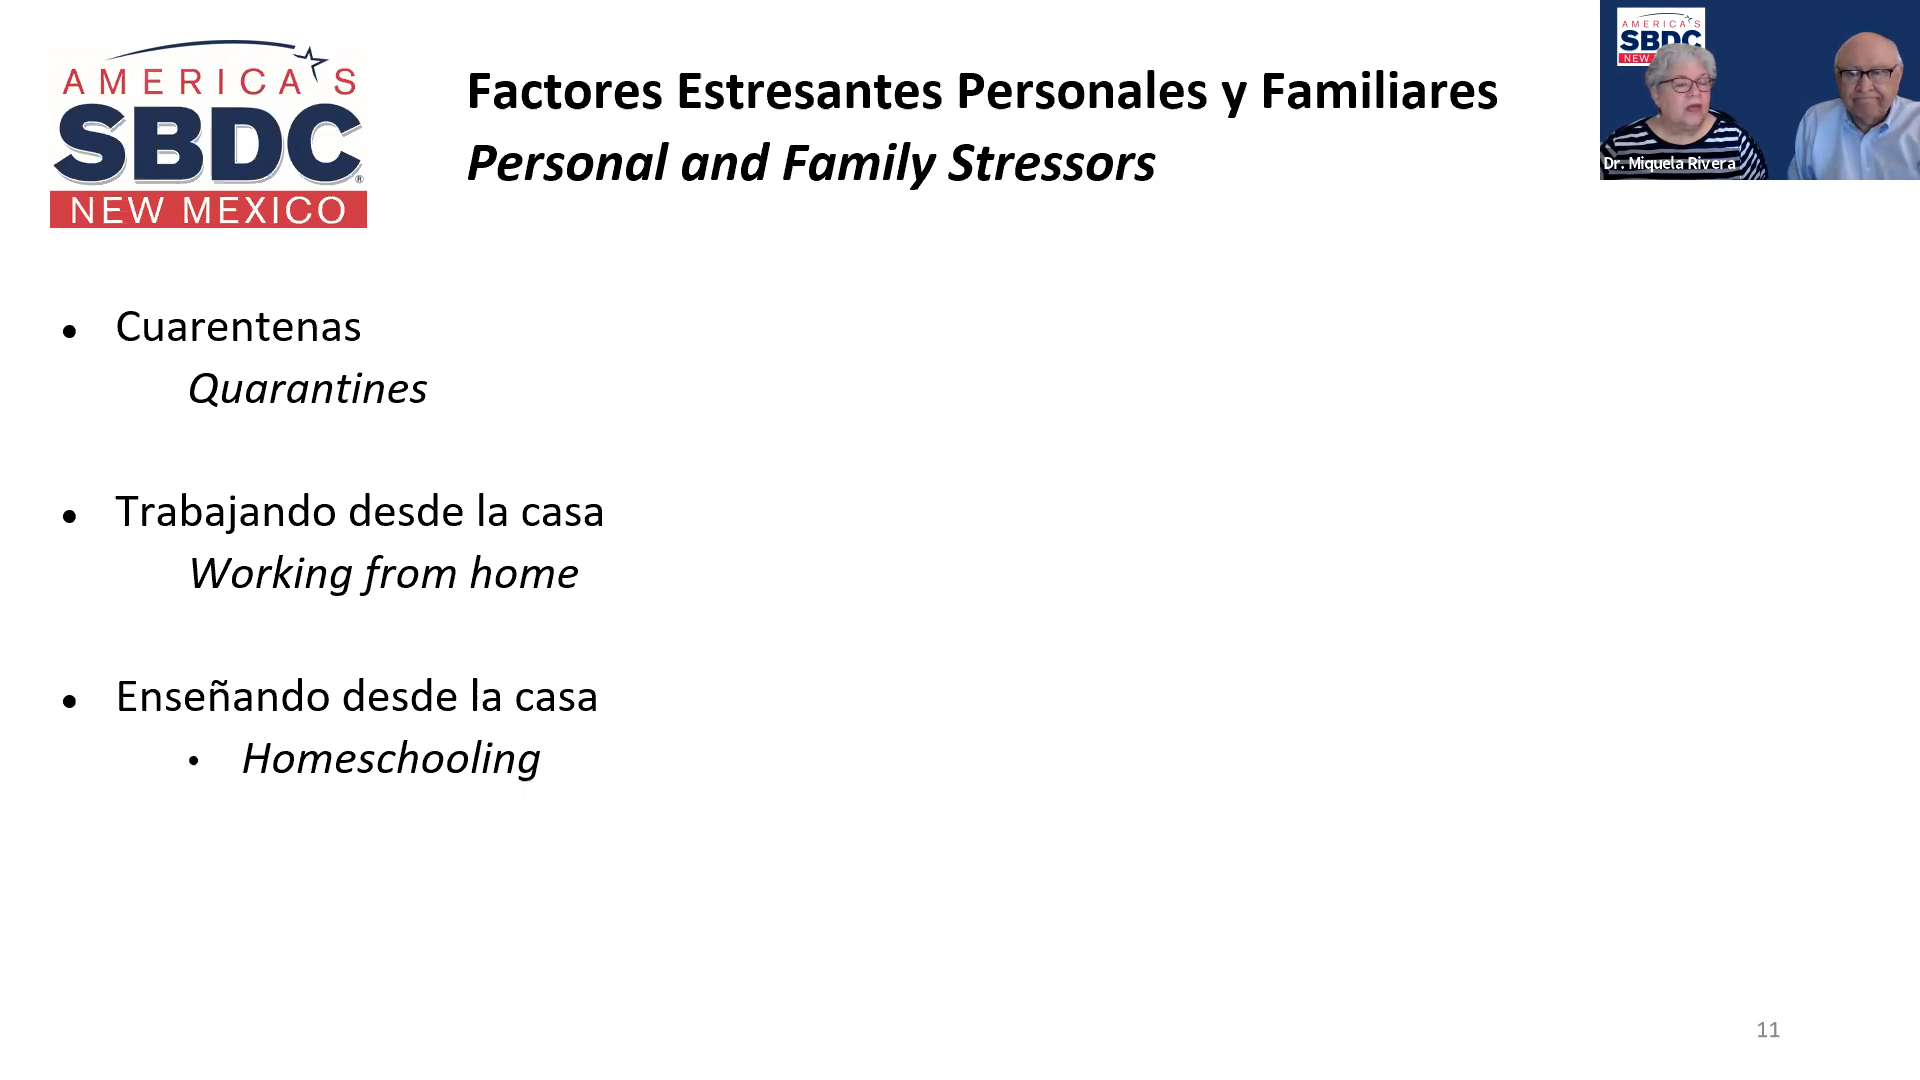 AMERICA'S
SBDC
NEW MEXICO
Factores Estresantes Personales y Familiares
Personal and Family Stressors
AMERICA'S
SBDC
NEW
Dr. Miquela Rivera
• Cuarentenas
Quarantines
• Trabajando desde la casa
Working from home
• Enseñando desde la casa
• Homeschooling
11